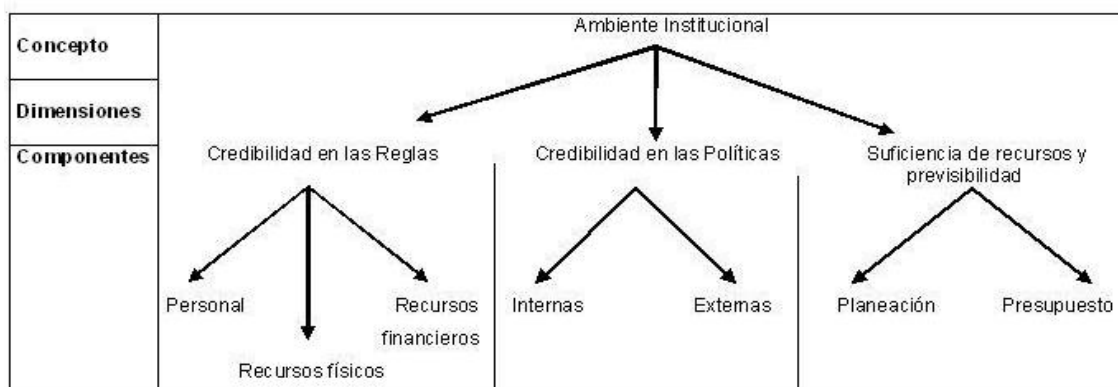 Concepto
Ambiente Institucional
Dimensiones
Componentes
Credibilidad en las Reglas
Credibilidad en las Políticas
Suficiencia de recursos y
previsibilidad
Personal
Recursos
financieros
Recursos físicos
Internas
Externas
Planeación
Presupuesto